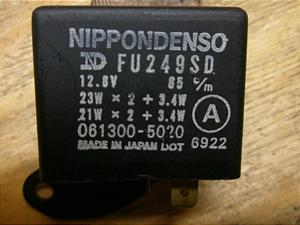 NIPPONDENSO
ND FU249SD
12.8V 85 c/m
23W × 2 + 3.4W
21W × 2 + 3.4W
A
061300-5020
6922
MADE IN JAPAN DOT